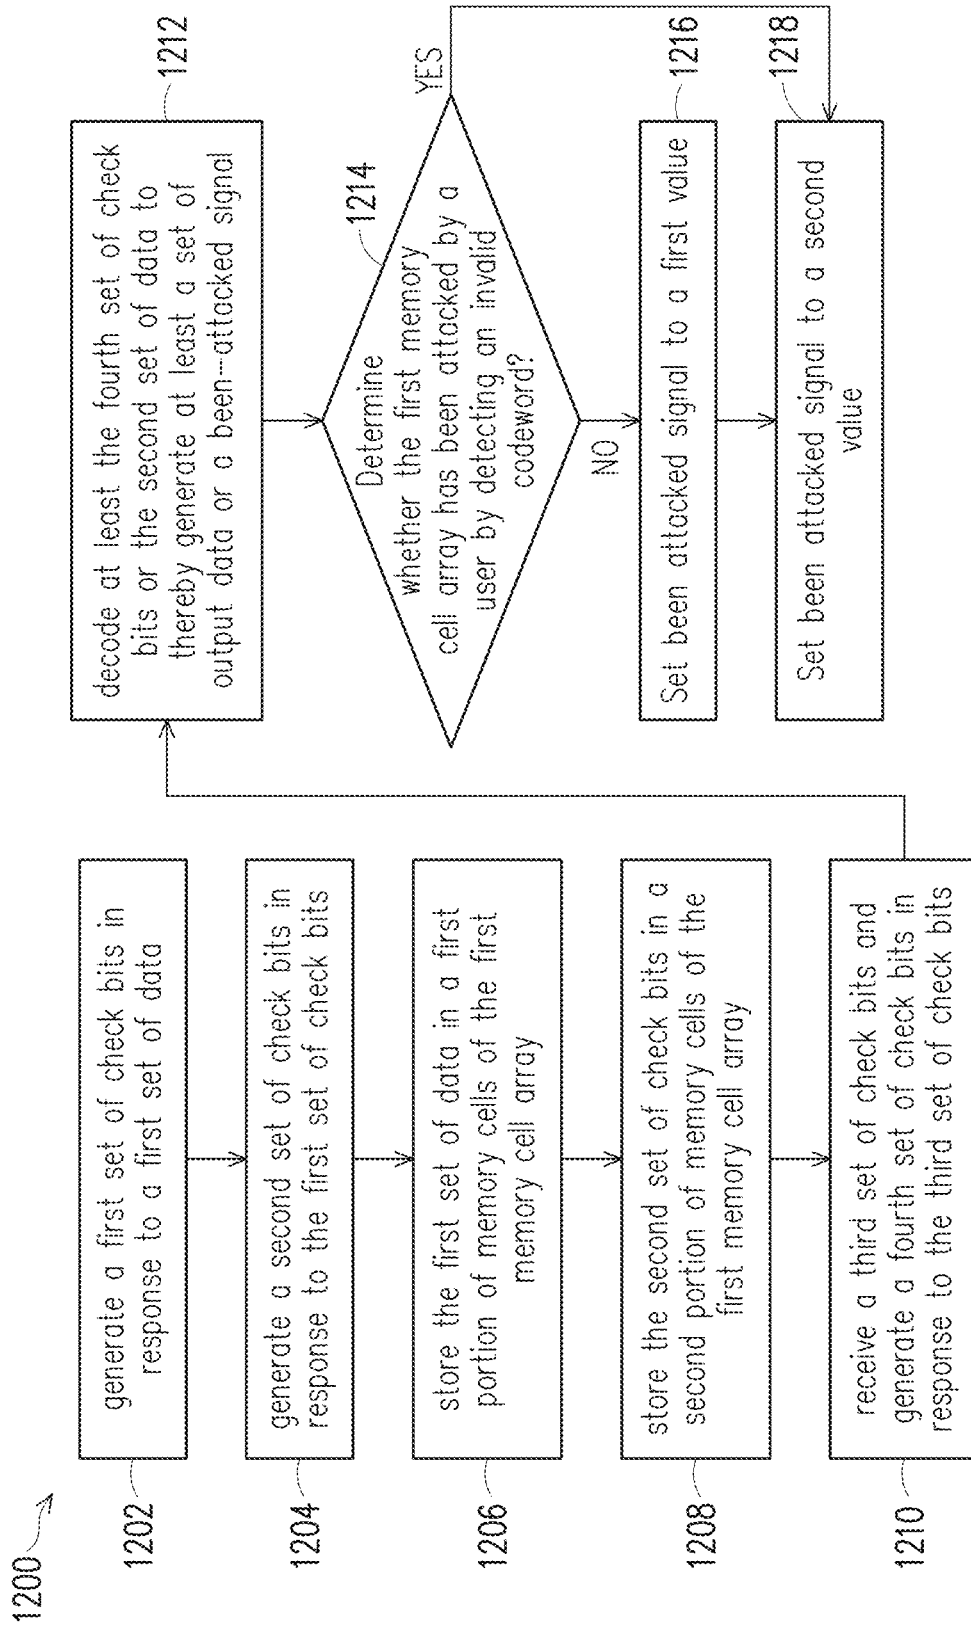 1200
1202
generate a first set of check bits in
response to a first set of data
1204
generate a second set of check bits in
response to the first set of check bits
1206
store the first set of data in a first
portion of memory cells of the first
memory cell array
1208
store the second set of check bits in a
second portion of memory cells of the
first memory cell array
1210
receive a third set of check bits and
generate a fourth set of check bits in
response to the third set of check bits
1212
decode at least the fourth set of check
bits or the second set of data to
thereby generate at least a set of
output data or a been-attacked signal
1214
Determine
whether the first memory
cell array has been attacked by a
user by detecting an invalid
codeword?
YES
NO
1216
Set been attacked signal to a first value
1218
Set been attacked signal to a second
value